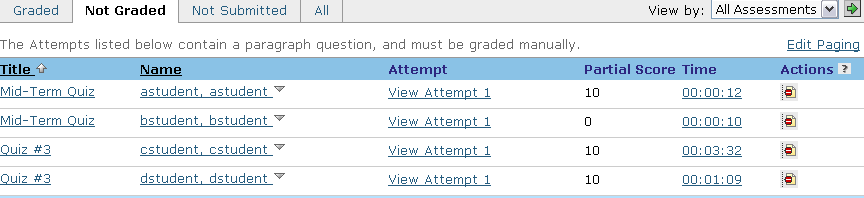 Graded Not Graded Not Submitted All View by: All Assessments
The Attempts listed below contain a paragraph question, and must be graded manually. Edit Paging
Title Name Attempt Partial Score Time Actions ?
Mid-Term Quiz astudent, astudent View Attempt 1 10 00:00:12
Mid-Term Quiz bstudent, bstudent View Attempt 1 0 00:00:10
Quiz #3 cstudent, cstudent View Attempt 1 10 00:03:32
Quiz #3 dstudent, dstudent View Attempt 1 10 00:01:09